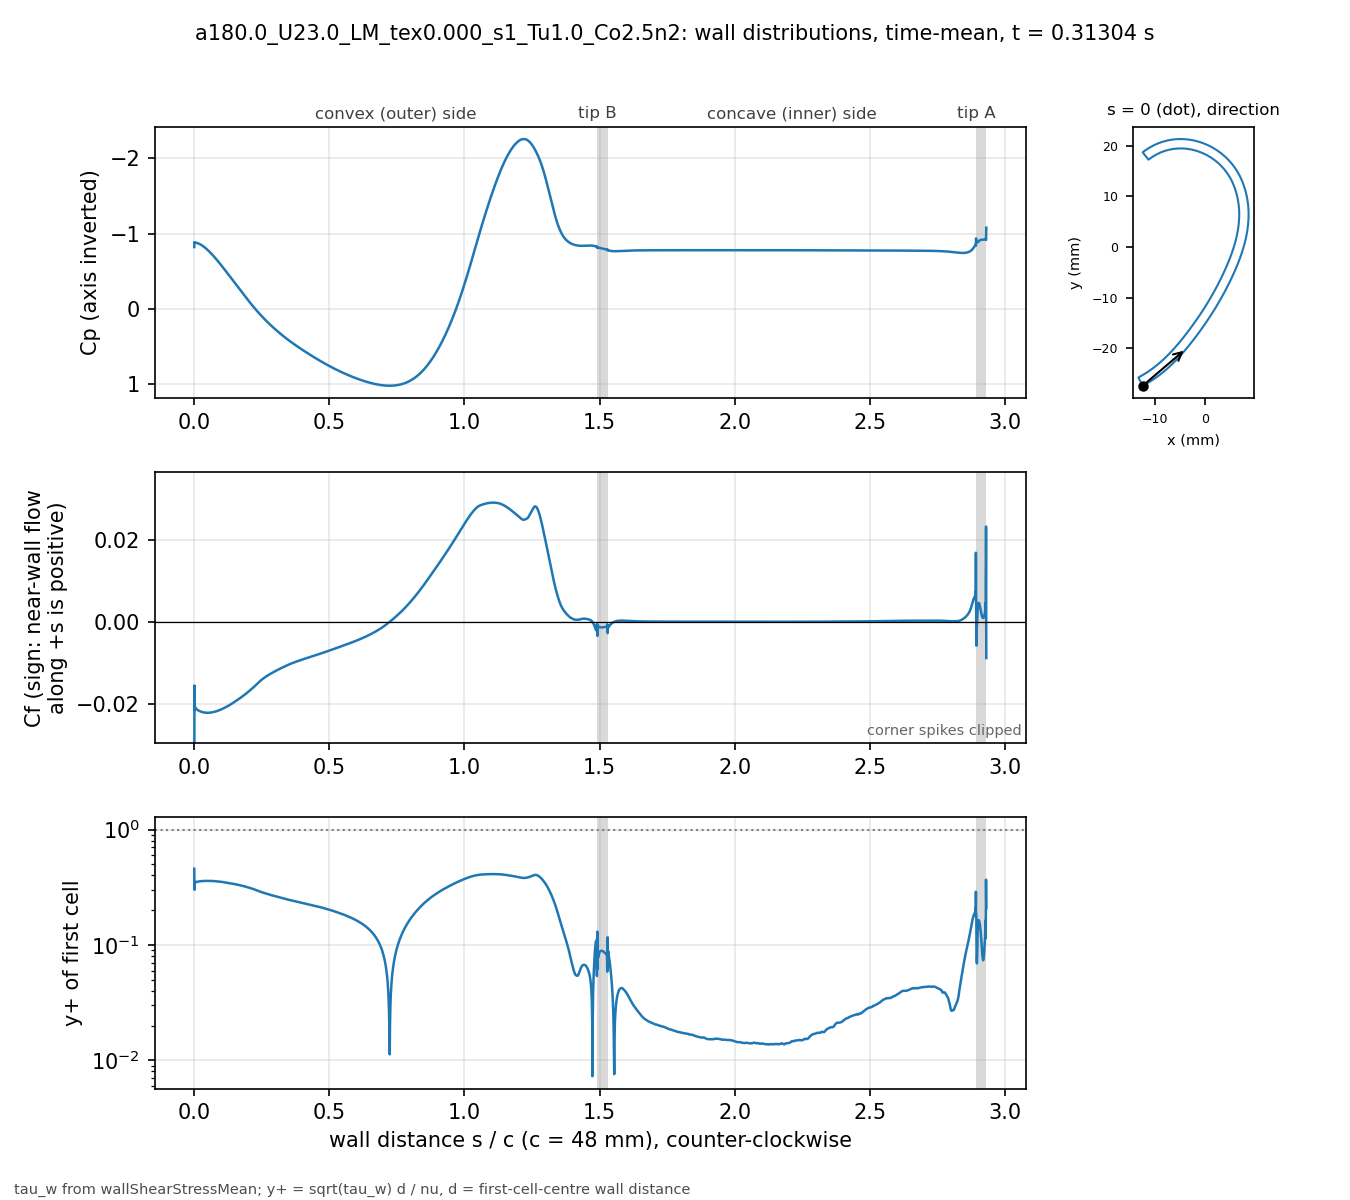 a180.0_U23.0_LM_tex0.000_s1_Tu1.0_Co2.5n2: wall distributions, time-mean, t = 0.31304 s
convex (outer) side
tip B
concave (inner) side
tip A
s = 0 (dot), direction
Cp (axis inverted)
−2
−1
0
1
0.0 0.5 1.0 1.5 2.0 2.5 3.0
y (mm)
20
10
0
−10
−20
−10 0
x (mm)
Cf (sign: near-wall flow
along +s is positive)
0.02
0.00
−0.02
corner spikes clipped
0.0 0.5 1.0 1.5 2.0 2.5 3.0
y+ of first cell
10⁰
10⁻¹
10⁻²
0.0 0.5 1.0 1.5 2.0 2.5 3.0
wall distance s / c (c = 48 mm), counter-clockwise
tau_w from wallShearStressMean; y+ = sqrt(tau_w) d / nu, d = first-cell-centre wall distance